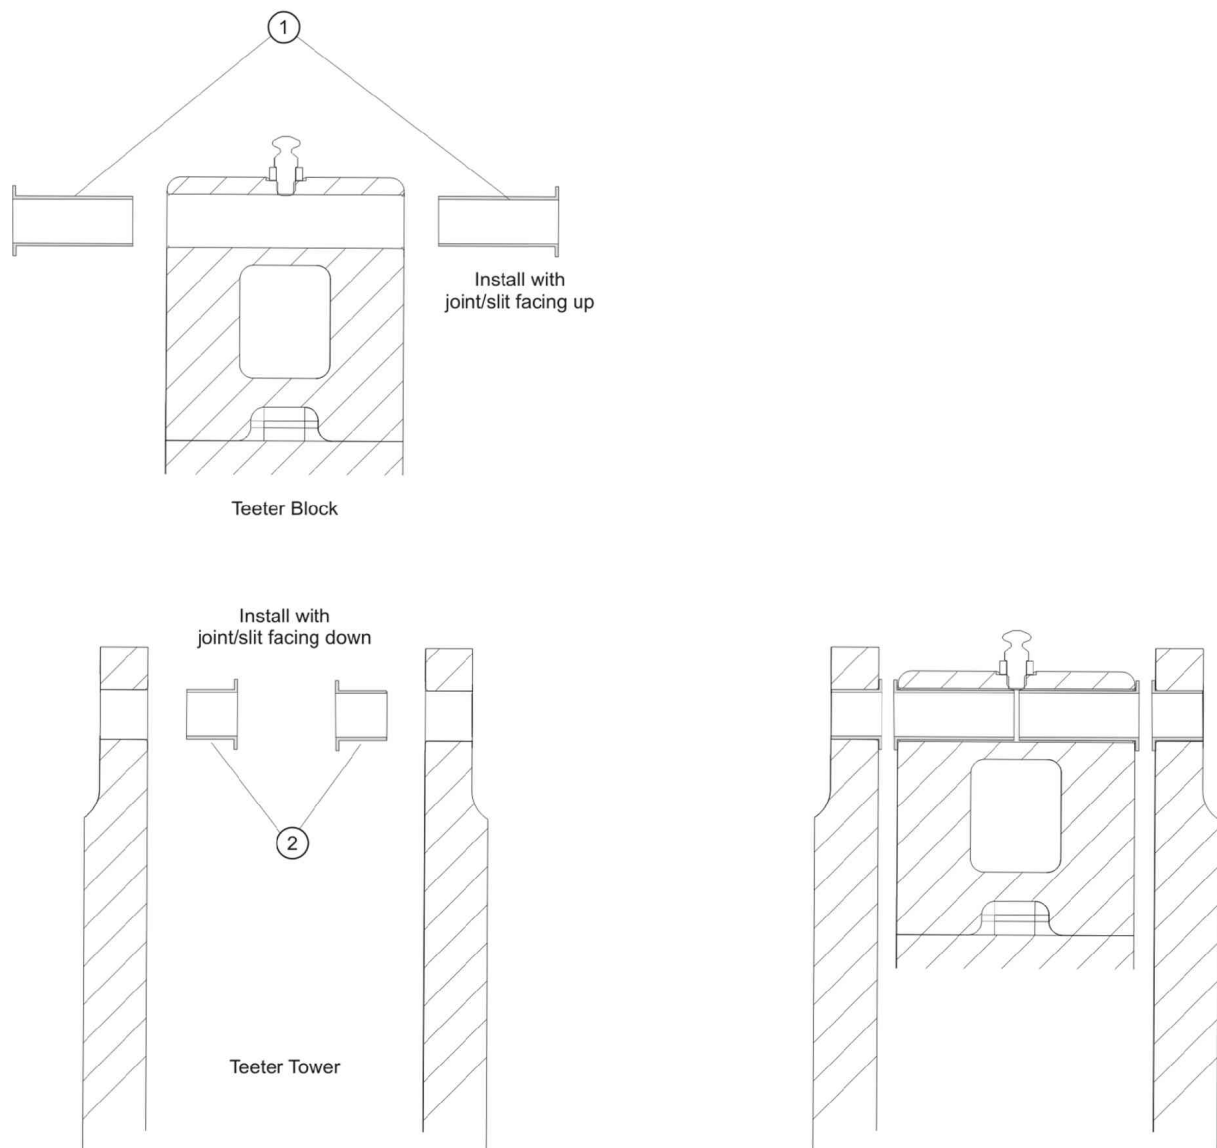 1
Install with
joint/slit facing up
Teeter Block
Install with
joint/slit facing down
2
Teeter Tower